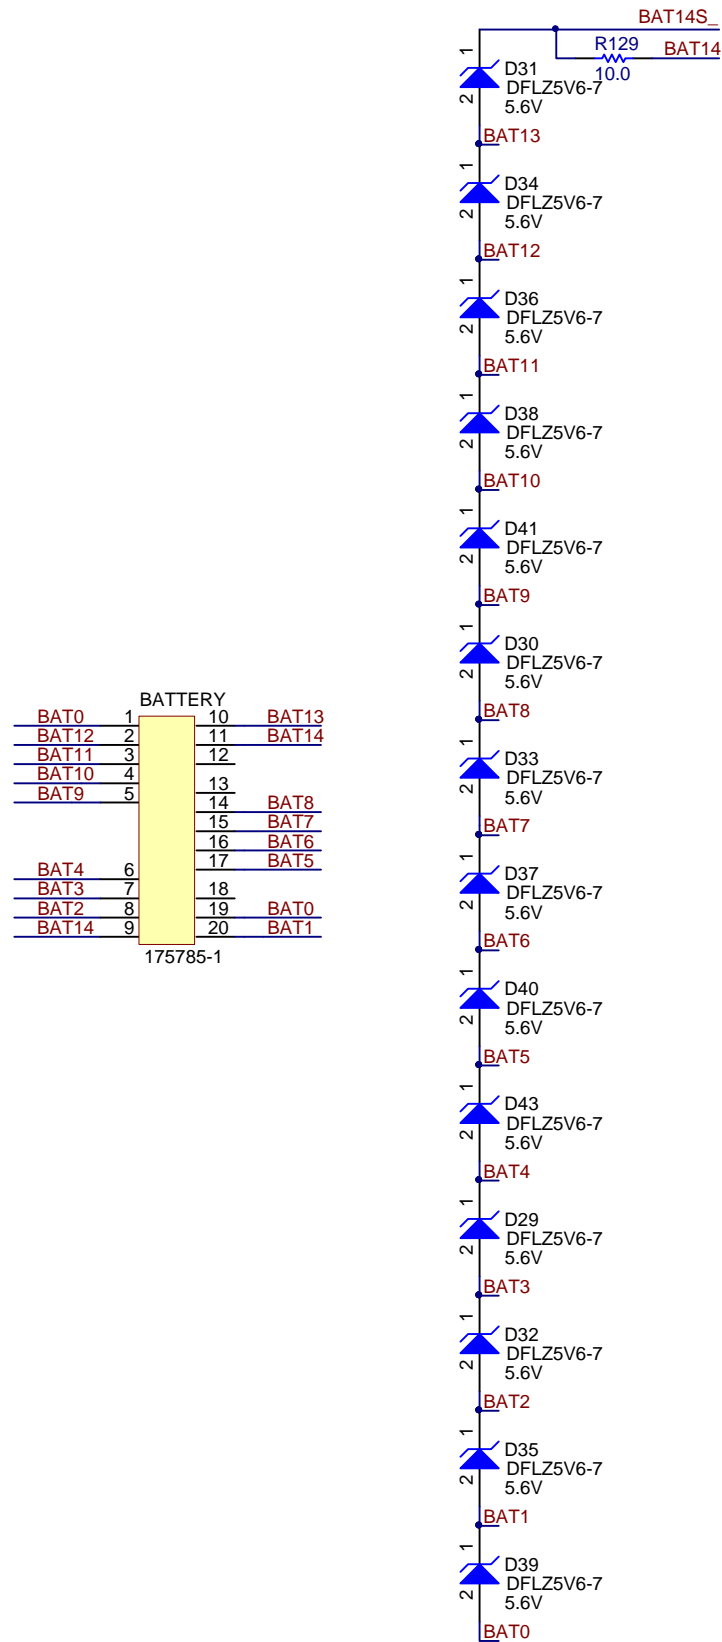 BAT14S_
R129
BAT14
10.0
1
D31
DFLZ5V6-7
2
5.6V
BAT13
1
D34
DFLZ5V6-7
2
5.6V
BAT12
1
D36
DFLZ5V6-7
2
5.6V
BAT11
1
D38
DFLZ5V6-7
2
5.6V
BAT10
1
D41
DFLZ5V6-7
2
5.6V
BAT9
1
D30
DFLZ5V6-7
2
5.6V
BAT8
1
D33
DFLZ5V6-7
2
5.6V
BAT7
1
D37
DFLZ5V6-7
2
5.6V
BAT6
1
D40
DFLZ5V6-7
2
5.6V
BAT5
1
D43
DFLZ5V6-7
2
5.6V
BAT4
1
D29
DFLZ5V6-7
2
5.6V
BAT3
1
D32
DFLZ5V6-7
2
5.6V
BAT2
1
D35
DFLZ5V6-7
2
5.6V
BAT1
1
D39
DFLZ5V6-7
2
5.6V
BAT0
BATTERY
BAT0 1 10 BAT13
BAT12 2 11 BAT14
BAT11 3 12
BAT10 4 13
BAT9 5 14 BAT8
15 BAT7
16 BAT6
17 BAT5
BAT4 6
BAT3 7 18
BAT2 8 19 BAT0
BAT14 9 20 BAT1
175785-1